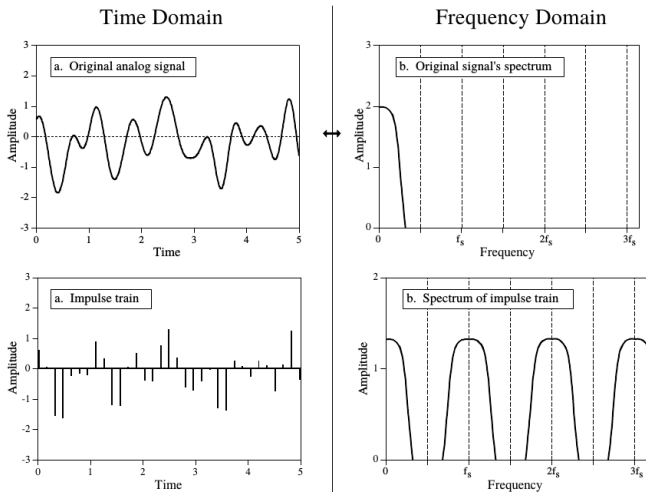 Time Domain
Frequency Domain
a. Original analog signal
Amplitude
3
2
1
0
-1
-2
-3
0 1 2 3 4 5
Time
b. Original signal's spectrum
Amplitude
3
2
1
0
0 fs 2fs 3fs
Frequency
a. Impulse train
Amplitude
3
2
1
0
-1
-2
-3
0 1 2 3 4 5
Time
b. Spectrum of impulse train
Amplitude
2
1
0
0 fs 2fs 3fs
Frequency